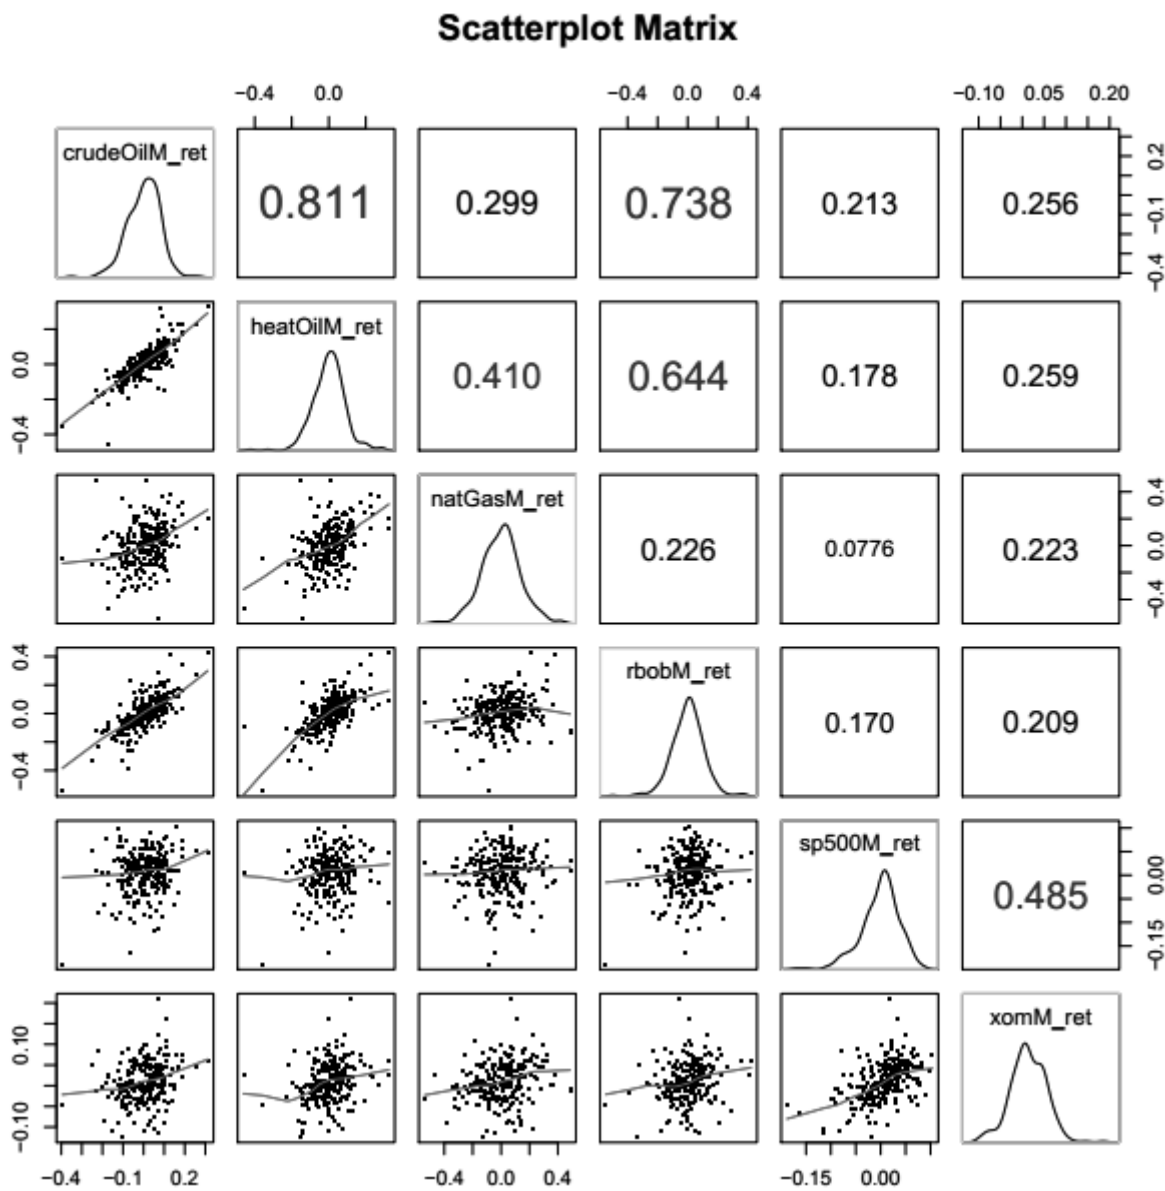 Scatterplot Matrix
−0.4 0.0 −0.4 0.0 0.4 −0.10 0.05 0.20
crudeOilM_ret 0.811 0.299 0.738 0.213 0.256 −0.4 −0.1 0.2
−0.4 0.0 heatOilM_ret 0.410 0.644 0.178 0.259
natGasM_ret 0.226 0.0776 0.223 −0.4 0.0 0.4
−0.4 0.0 0.4 rbobM_ret 0.170 0.209
sp500M_ret 0.485 −0.15 0.00
−0.10 0.10 xomM_ret
−0.4 −0.1 0.2 −0.4 0.0 0.4 −0.15 0.00